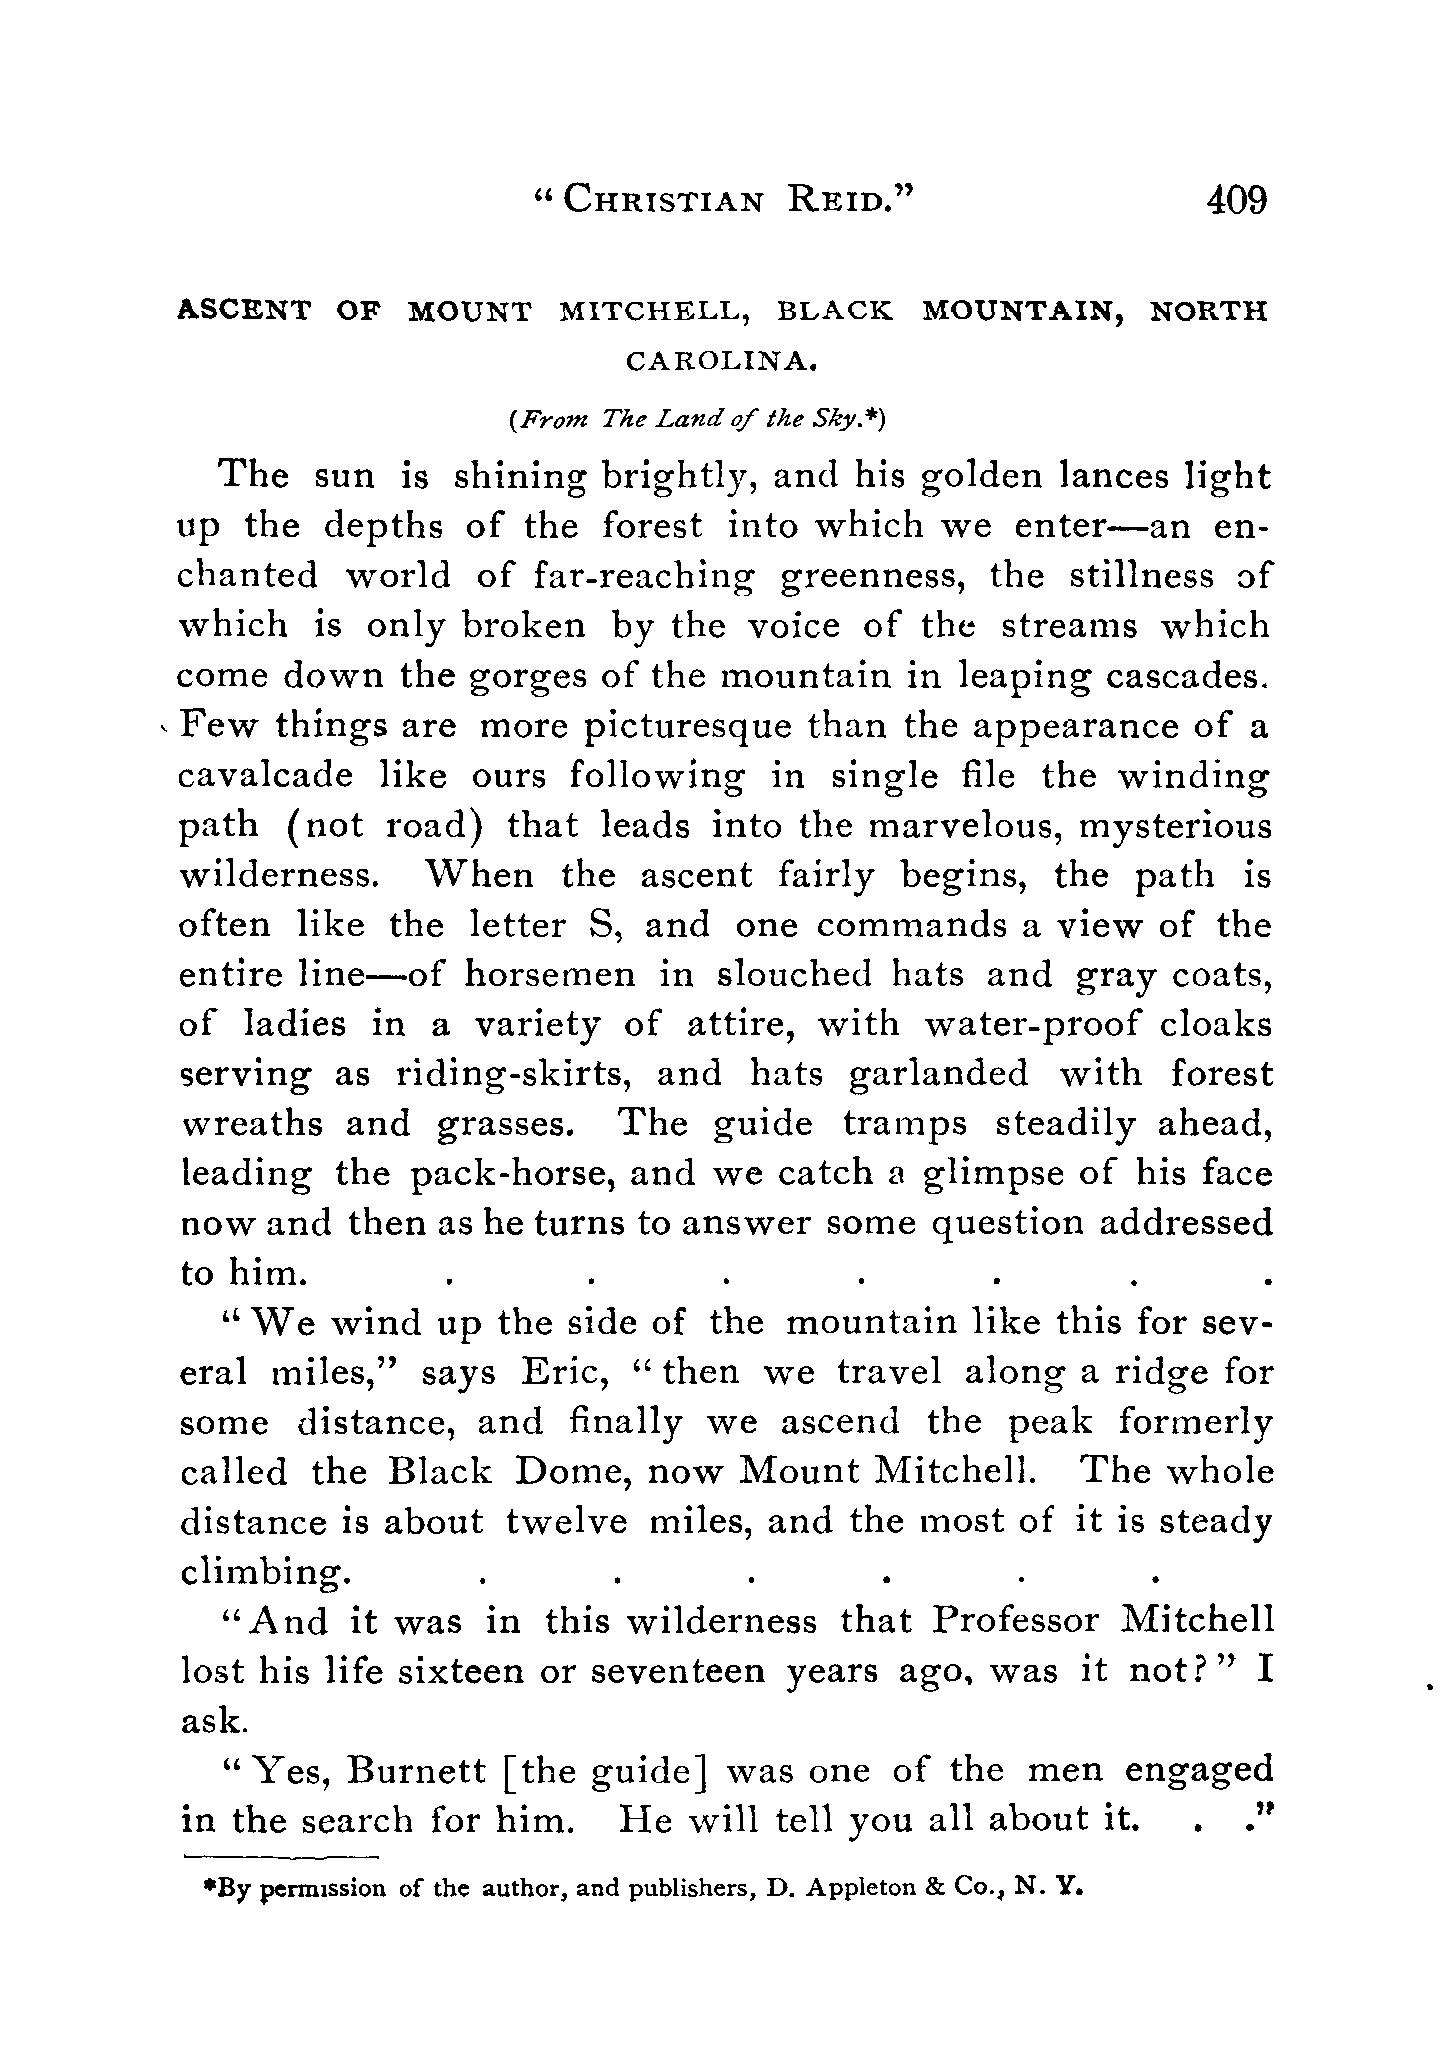 “ Christian Reid.” 409
ASCENT OF MOUNT MITCHELL, BLACK MOUNTAIN, NORTH
CAROLINA.
(From The Land of the Sky.*)
The sun is shining brightly, and his golden lances light
up the depths of the forest into which we enter—an en-
chanted world of far-reaching greenness, the stillness of
which is only broken by the voice of the streams which
come down the gorges of the mountain in leaping cascades.
Few things are more picturesque than the appearance of a
cavalcade like ours following in single file the winding
path (not road) that leads into the marvelous, mysterious
wilderness. When the ascent fairly begins, the path is
often like the letter S, and one commands a view of the
entire line—of horsemen in slouched hats and gray coats,
of ladies in a variety of attire, with water-proof cloaks
serving as riding-skirts, and hats garlanded with forest
wreaths and grasses. The guide tramps steadily ahead,
leading the pack-horse, and we catch a glimpse of his face
now and then as he turns to answer some question addressed
to him. . . . . . . .
“ We wind up the side of the mountain like this for sev-
eral miles,” says Eric, “ then we travel along a ridge for
some distance, and finally we ascend the peak formerly
called the Black Dome, now Mount Mitchell. The whole
distance is about twelve miles, and the most of it is steady
climbing. . . . . . .
“ And it was in this wilderness that Professor Mitchell
lost his life sixteen or seventeen years ago, was it not? ” I
ask.
“ Yes, Burnett [the guide] was one of the men engaged
in the search for him. He will tell you all about it. . .”
*By permission of the author, and publishers, D. Appleton & Co., N. Y.